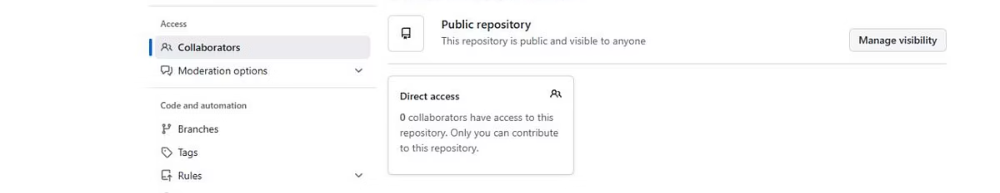 Access
Collaborators
Moderation options
Code and automation
Branches
Tags
Rules
Public repository
This repository is public and visible to anyone
Manage visibility
Direct access
0 collaborators have access to this
repository. Only you can contribute
to this repository.